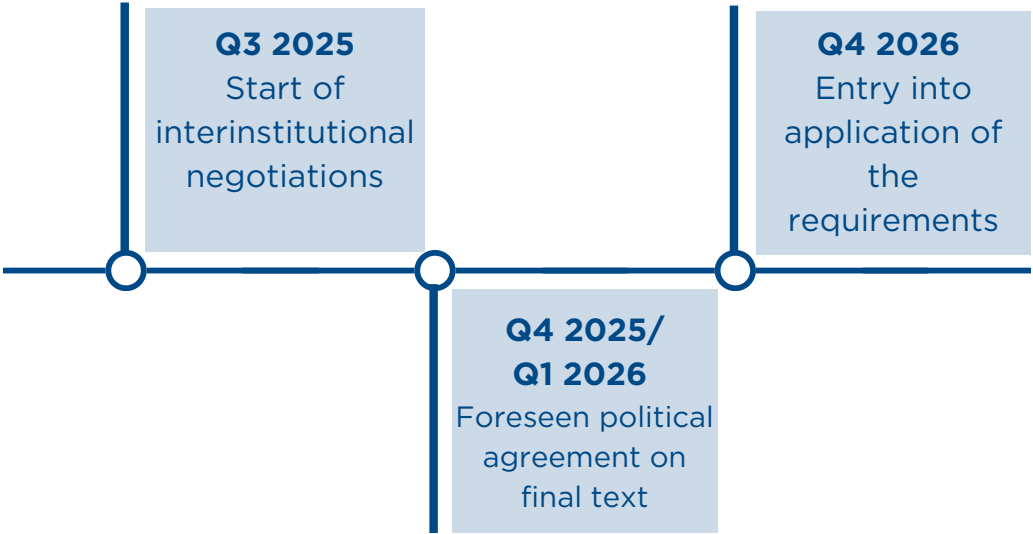 Q3 2025
Start of
interinstitutional
negotiations
Q4 2025/
Q1 2026
Foreseen political
agreement on
final text
Q4 2026
Entry into
application of
the
requirements